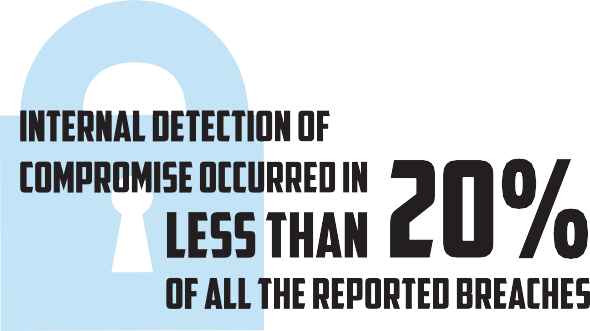 INTERNAL DETECTION OF
COMPROMISE OCCURRED IN
LESS THAN 20%
OF ALL THE REPORTED BREACHES